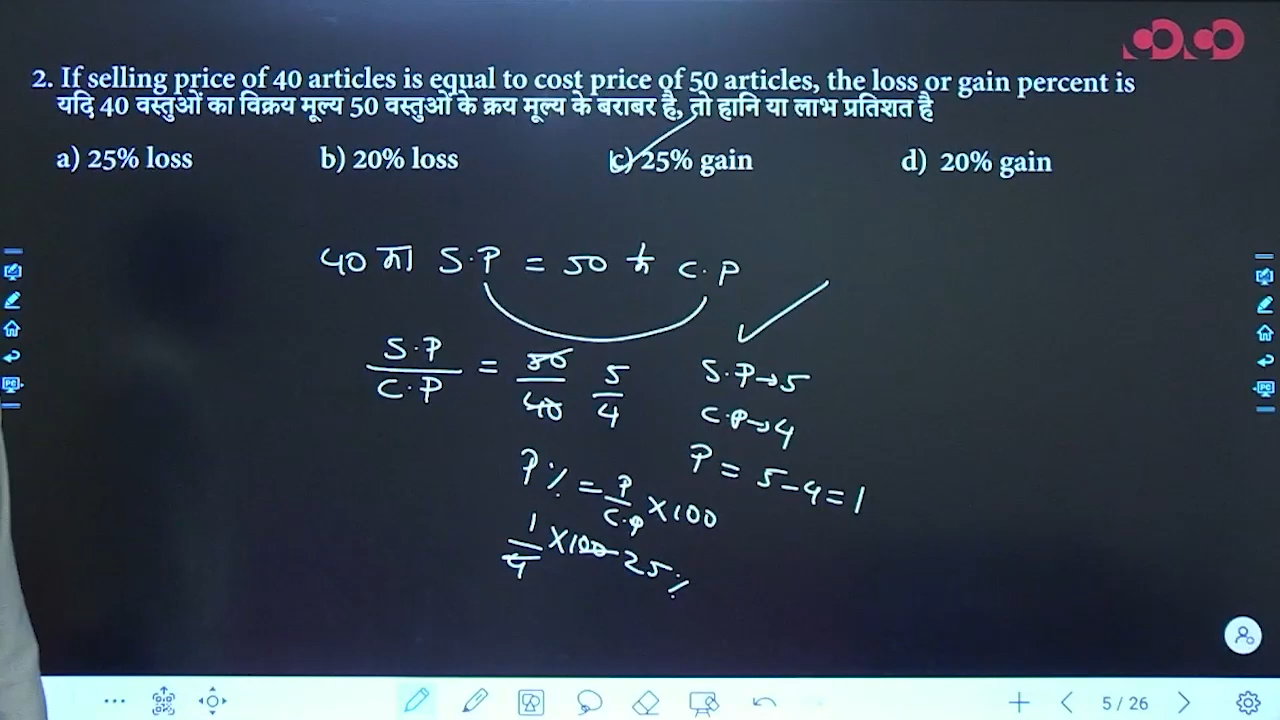 2. If selling price of 40 articles is equal to cost price of 50 articles, the loss or gain percent is
यदि 40 वस्तुओं का विक्रय मूल्य 50 वस्तुओं के क्रय मूल्य के बराबर है, तो हानि या लाभ प्रतिशत है
a) 25% loss b) 20% loss c) 25% gain d) 20% gain
40 का S.P = 50 के C.P
S.P/C.P = 50/40 5/4
S.P→5
C.P→4
P = 5-4=1
P% = P/C.P ×100
1/4 ×100 25%
5 / 26